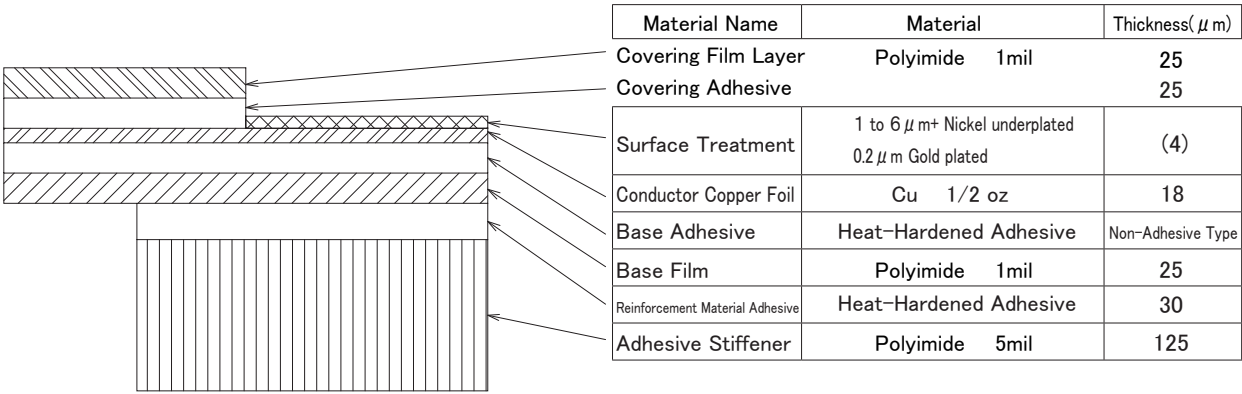 Material Name Material Thickness(μm)
Covering Film Layer Polyimide 1mil 25
Covering Adhesive 25
Surface Treatment 1 to 6μm+ Nickel underplated
0.2μm Gold plated (4)
Conductor Copper Foil Cu 1/2 oz 18
Base Adhesive Heat-Hardened Adhesive Non-Adhesive Type
Base Film Polyimide 1mil 25
Reinforcement Material Adhesive Heat-Hardened Adhesive 30
Adhesive Stiffener Polyimide 5mil 125